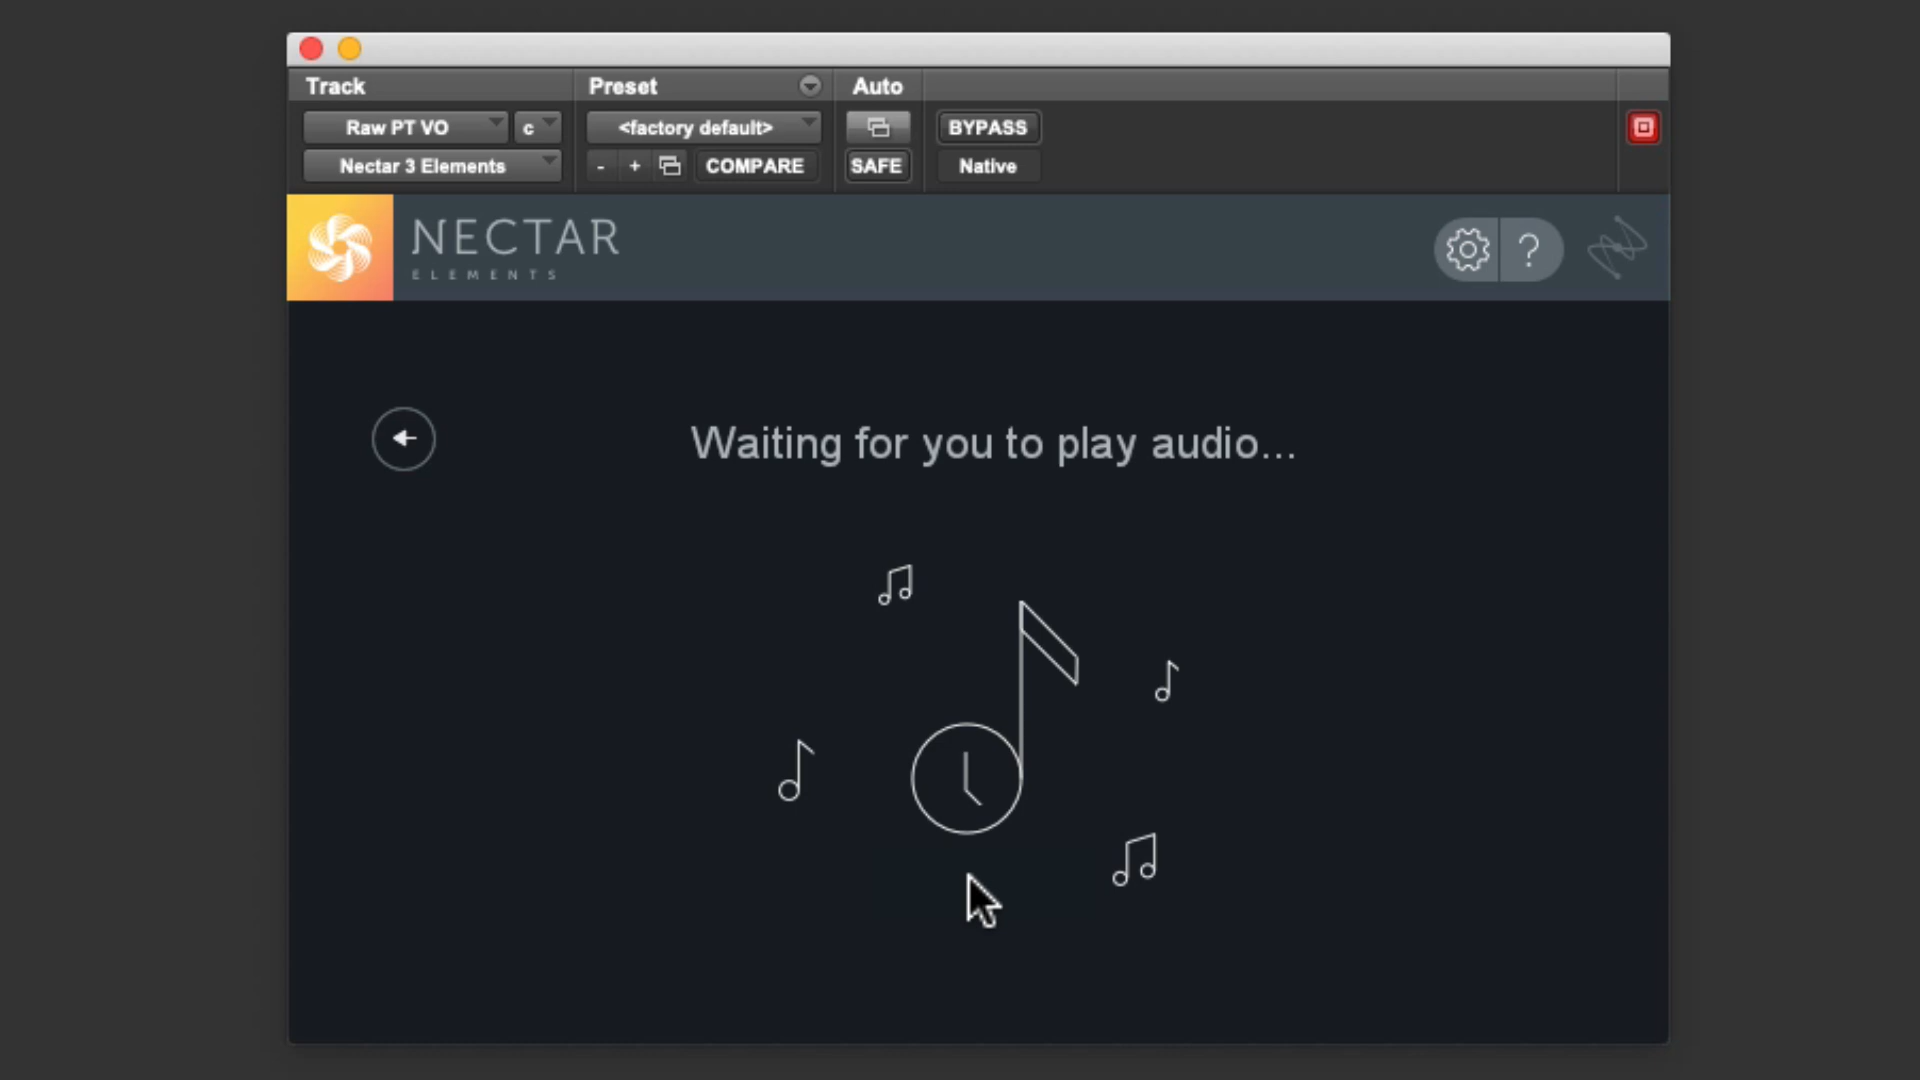 Track
Preset
Auto
Raw PT VO
c
<factory default>
BYPASS
Nectar 3 Elements
- +
COMPARE
SAFE
Native
NECTAR
ELEMENTS
?
Waiting for you to play audio...